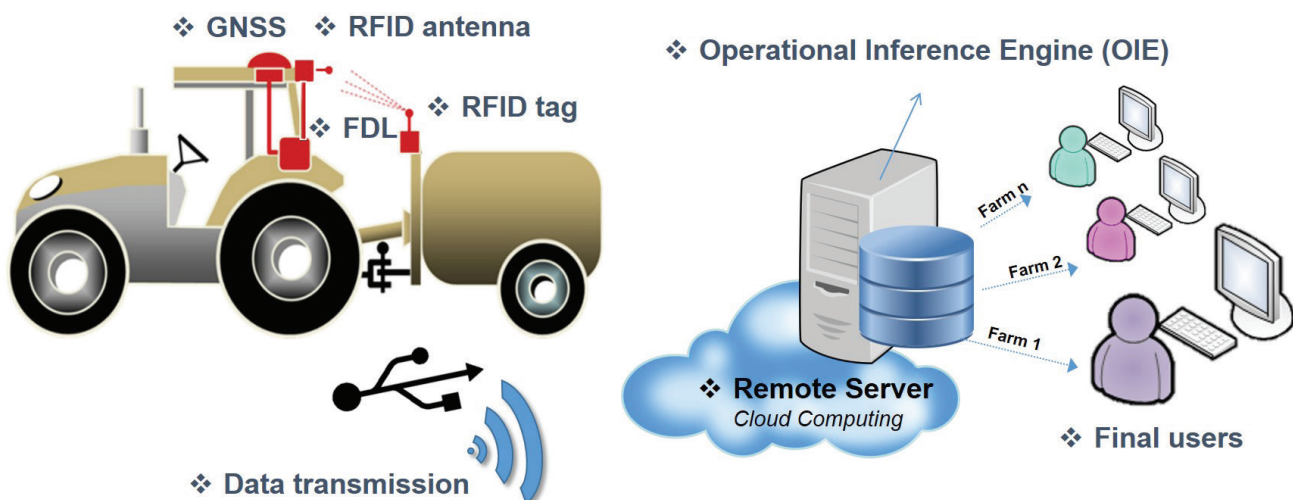 ❖ GNSS ❖ RFID antenna
❖ FDL
❖ RFID tag
❖ Data transmission
❖ Operational Inference Engine (OIE)
Farm n
Farm 2
Farm 1
❖ Remote Server
Cloud Computing
❖ Final users